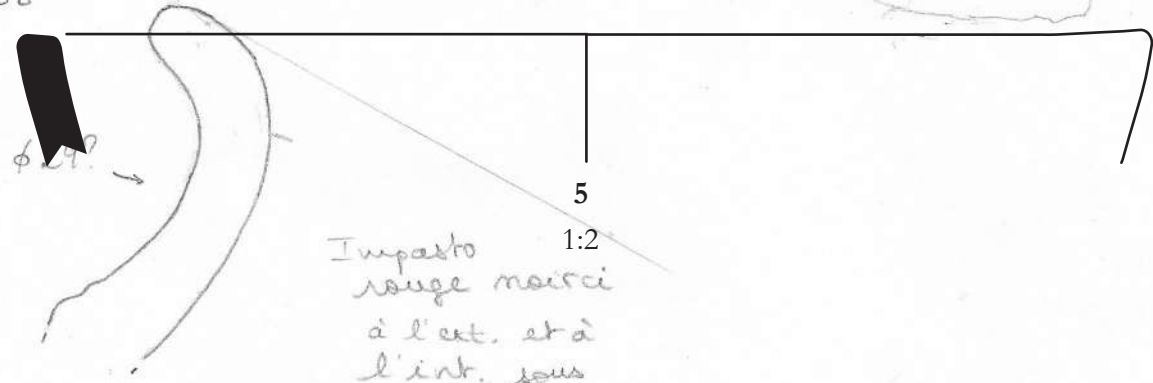 5
1:2
Impasto
rouge noirci
à l'ext. et à
l'int. sous